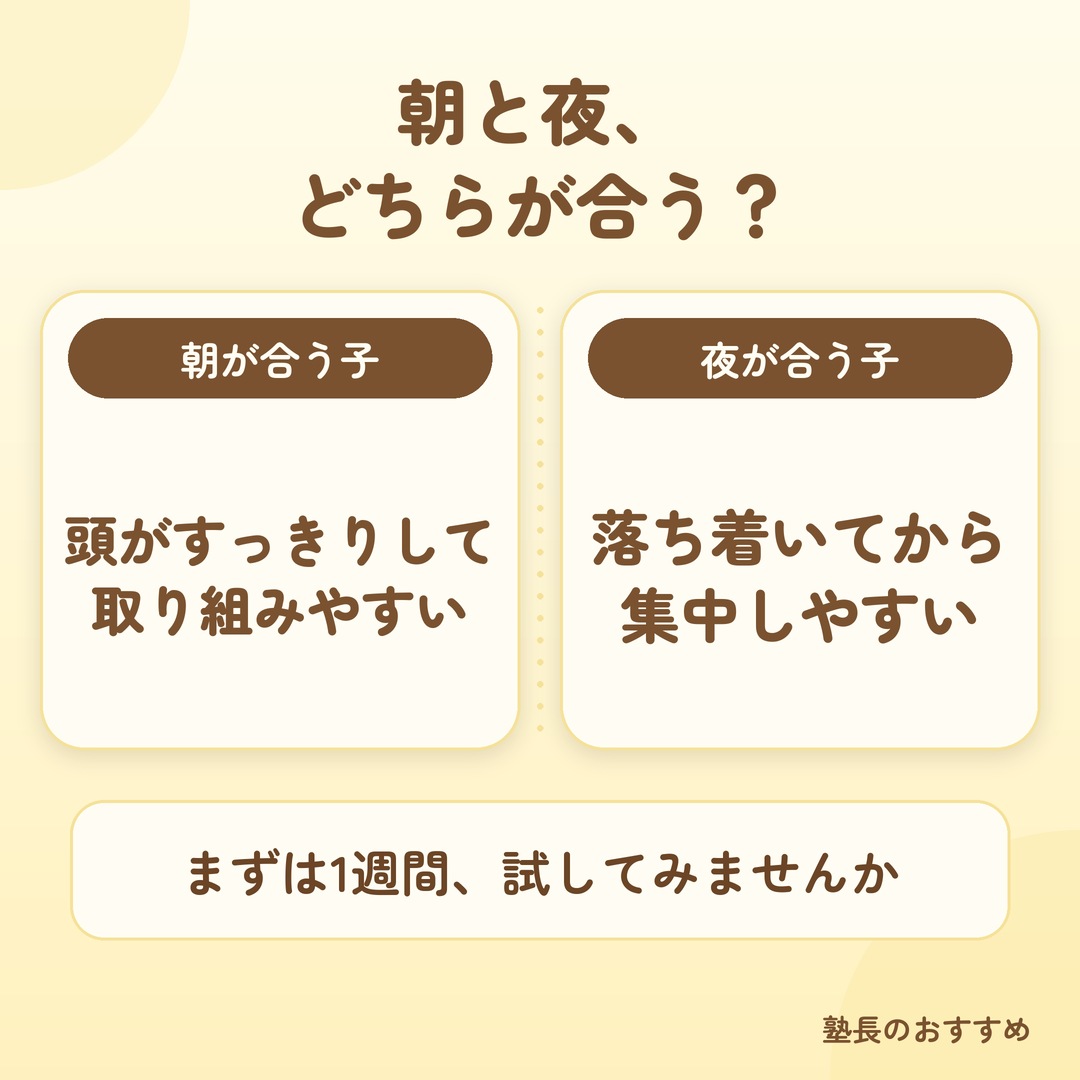 朝と夜、
どちらが合う？
朝が合う子
頭がすっきりして
取り組みやすい
夜が合う子
落ち着いてから
集中しやすい
まずは1週間、試してみませんか
塾長のおすすめ